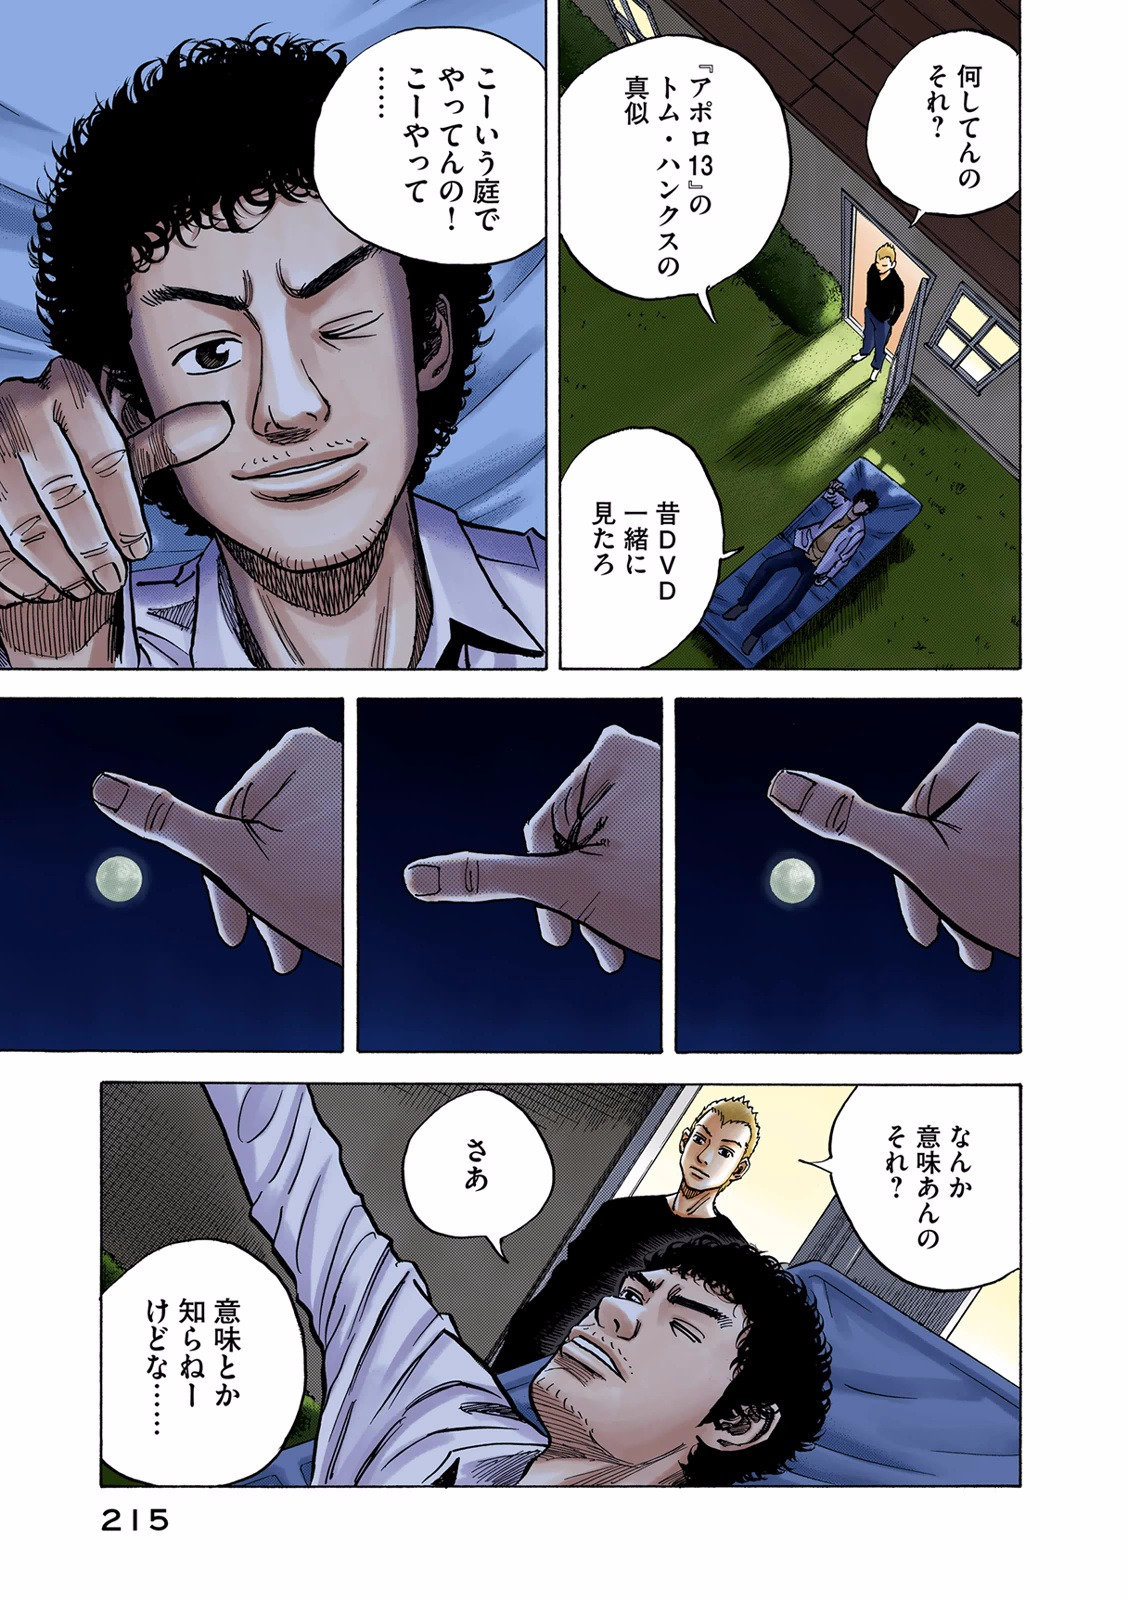 何してんの
それ？
『アポロ13』の
トム・ハンクスの
真似
昔DVD
一緒に
見たろ
こーいう庭で
やってんの！
こーやって
……
なんか
意味あんの
それ？
さあ
意味とか
知らねー
けどな……
215